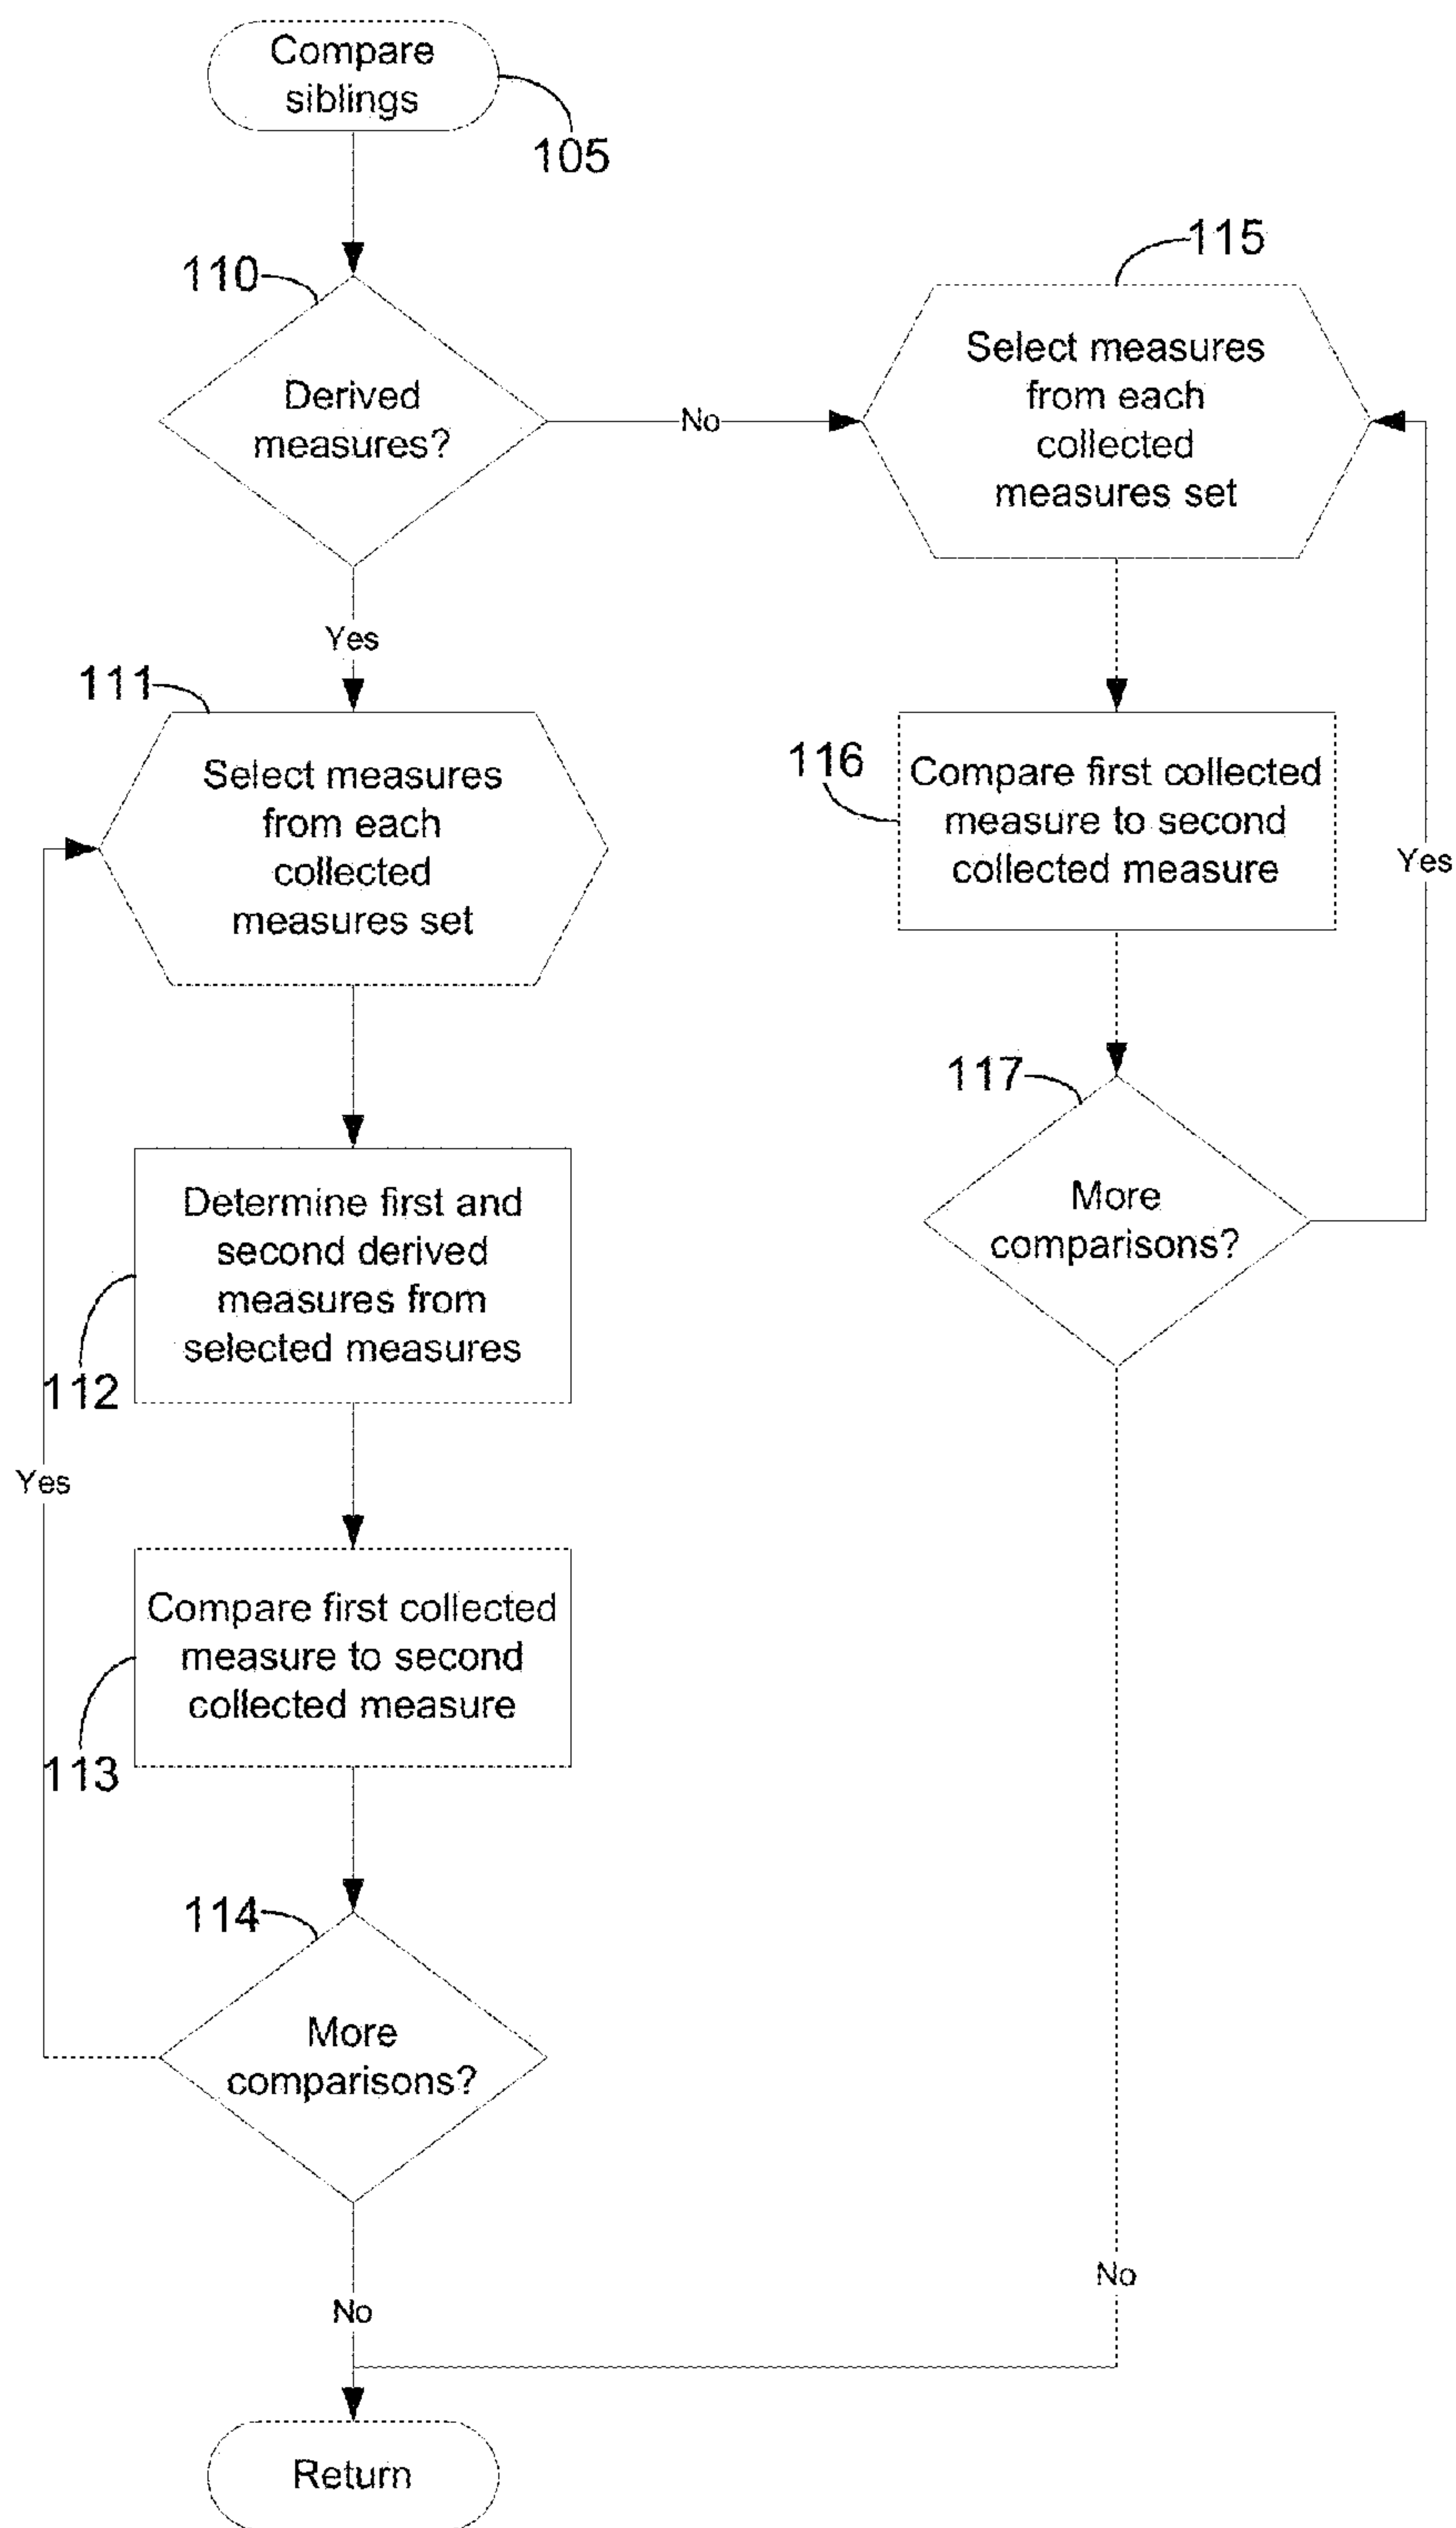 Compare
siblings
105
110
Derived
measures?
No
Yes
115
Select measures
from each
collected
measures set
111
Select measures
from each
collected
measures set
116
Compare first collected
measure to second
collected measure
Yes
117
More
comparisons?
Determine first and
second derived
measures from
selected measures
112
Yes
Compare first collected
measure to second
collected measure
113
114
More
comparisons?
No
No
Return